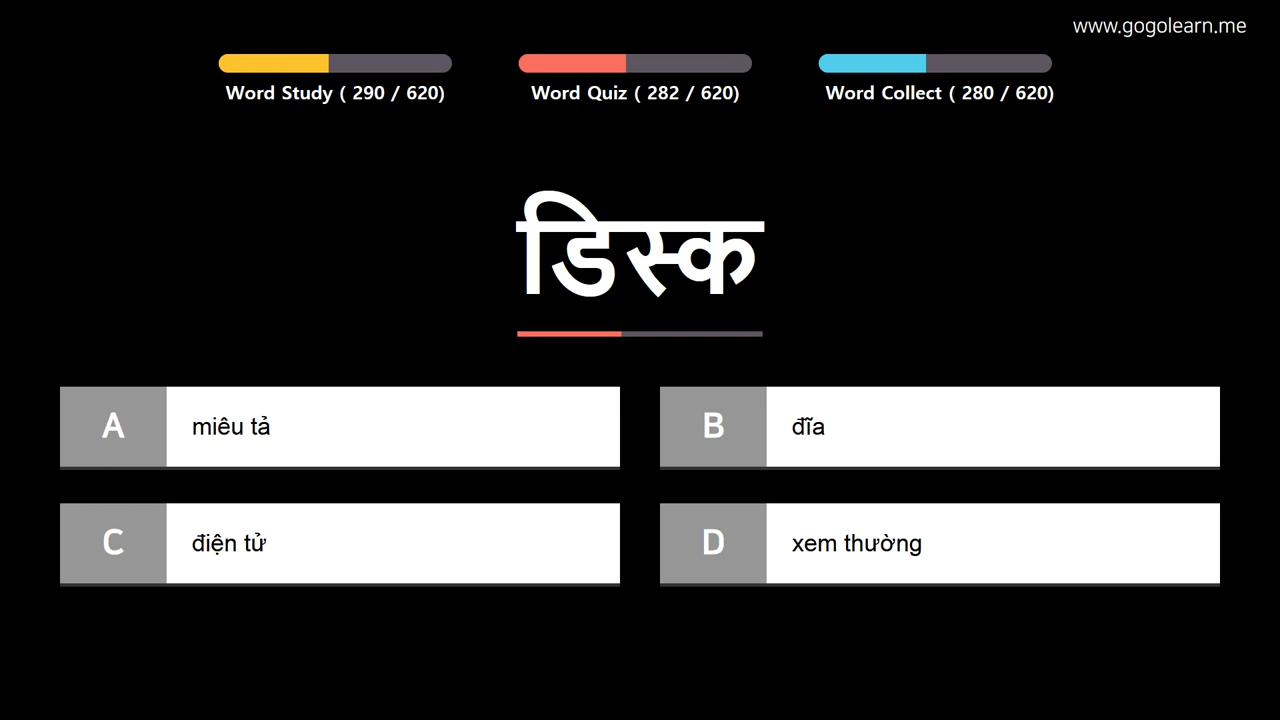 www.gogolearn.me
Word Study ( 290 / 620)
Word Quiz ( 282 / 620)
Word Collect ( 280 / 620)
डिस्क
A miêu tả
B đĩa
C điện tử
D xem thường